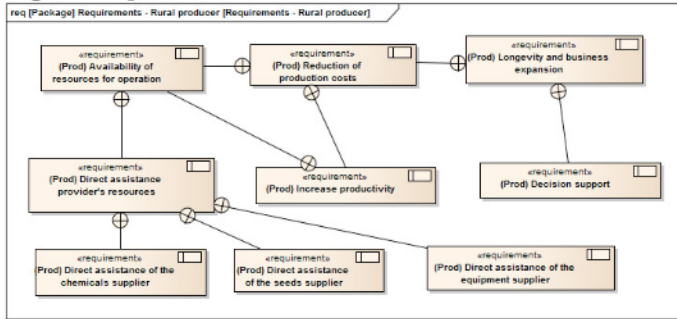 req [Package] Requirements - Rural producer [Requirements - Rural producer]
«requirement»
(Prod) Availability of
resources for operation
«requirement»
(Prod) Reduction of
production costs
«requirement»
(Prod) Longevity and business
expansion
«requirement»
(Prod) Direct assistance
provider's resources
«requirement»
(Prod) Increase productivity
«requirement»
(Prod) Decision support
«requirement»
(Prod) Direct assistance of the
chemicals supplier
«requirement»
(Prod) Direct assistance
of the seeds supplier
«requirement»
(Prod) Direct assistance of the
equipment supplier